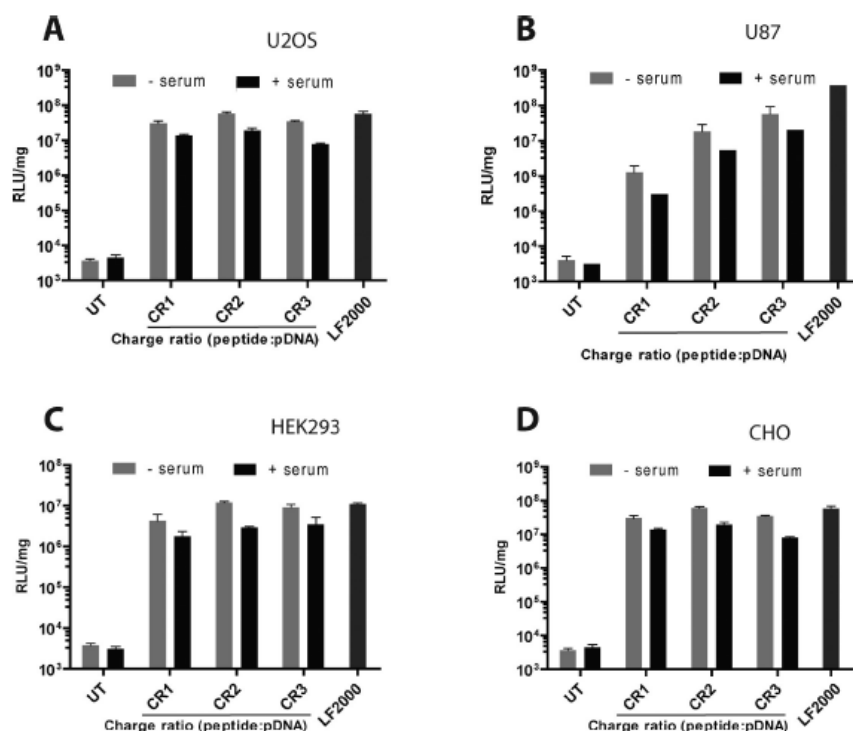 A
U2OS
- serum + serum
RLU/mg
10⁹
10⁸
10⁷
10⁶
10⁵
10⁴
10³
UT CR1 CR2 CR3 LF2000
Charge ratio (peptide:pDNA)
B
U87
- serum + serum
RLU/mg
10⁹
10⁸
10⁷
10⁶
10⁵
10⁴
10³
UT CR1 CR2 CR3 LF2000
Charge ratio (peptide:pDNA)
C
HEK293
- serum + serum
RLU/mg
10⁸
10⁷
10⁶
10⁵
10⁴
10³
UT CR1 CR2 CR3 LF2000
Charge ratio (peptide:pDNA)
D
CHO
- serum + serum
RLU/mg
10⁹
10⁸
10⁷
10⁶
10⁵
10⁴
10³
UT CR1 CR2 CR3 LF2000
Charge ratio (peptide:pDNA)